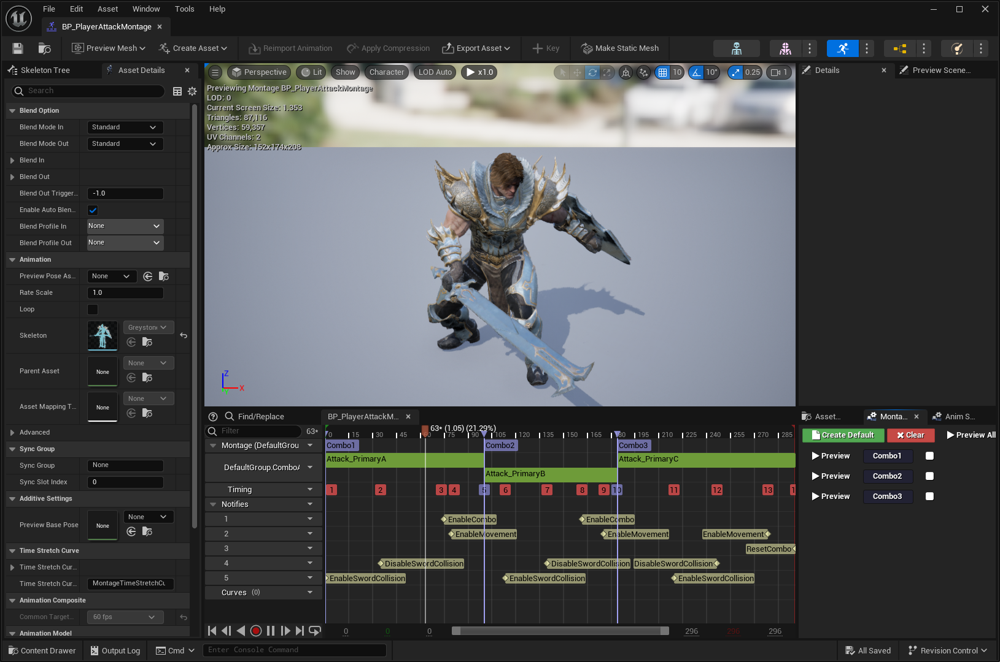 File Edit Asset Window Tools Help
BP_PlayerAttackMontage
Preview Mesh Create Asset Reimport Animation Apply Compression Export Asset Key Make Static Mesh
Skeleton Tree Asset Details
Search
Blend Option
Blend Mode In Standard
Blend Mode Out Standard
Blend In
Blend Out
Blend Out Trigger... -1.0
Enable Auto Blen...
Blend Profile In None
Blend Profile Out None
Animation
Preview Pose As... None
Rate Scale 1.0
Loop
Skeleton Greystone
Parent Asset None None
Asset Mapping T... None None
Advanced
Sync Group
Sync Group None
Sync Slot Index 0
Additive Settings
Preview Base Pose None None
Time Stretch Curve
Time Stretch Cur...
Time Stretch Cur... MontageTimeStretchCu
Animation Composite
Common Target... 60 fps
Animation Model
Perspective Lit Show Character LOD Auto x1.0 10 10° 0.25 1
Previewing Montage BP_PlayerAttackMontage
LOD: 0
Current Screen Size: 1.353
Triangles: 87,116
Vertices: 59,357
UV Channels: 2
Approx Size: 152x174x208
Z
X
Details Preview Scene...
Find/Replace BP_PlayerAttackM...
Filter 63* 63* (1.05) (21.29%)
0 15 30 45 60 75 90 105 120 135 150 165 180 195 210 225 240 255 270 285
Montage (DefaultGrou Combo1 Combo2 Combo3
DefaultGroup.ComboA Attack_PrimaryA Attack_PrimaryC
Attack_PrimaryB
Timing 1 2 3 4 5 6 7 8 9 10 11 12 13 1
Notifies
1 EnableCombo EnableCombo
2 EnableMovement EnableMovement EnableMovement
3 ResetCombo
4 DisableSwordCollision DisableSwordCollision DisableSwordCollision
5 EnableSwordCollision EnableSwordCollision EnableSwordCollision
Curves (0)
0 0 0 296 296 296
Asset... Monta... Anim S...
Create Default Clear Preview All
Preview Combo1
Preview Combo2
Preview Combo3
Content Drawer Output Log Cmd Enter Console Command All Saved Revision Control